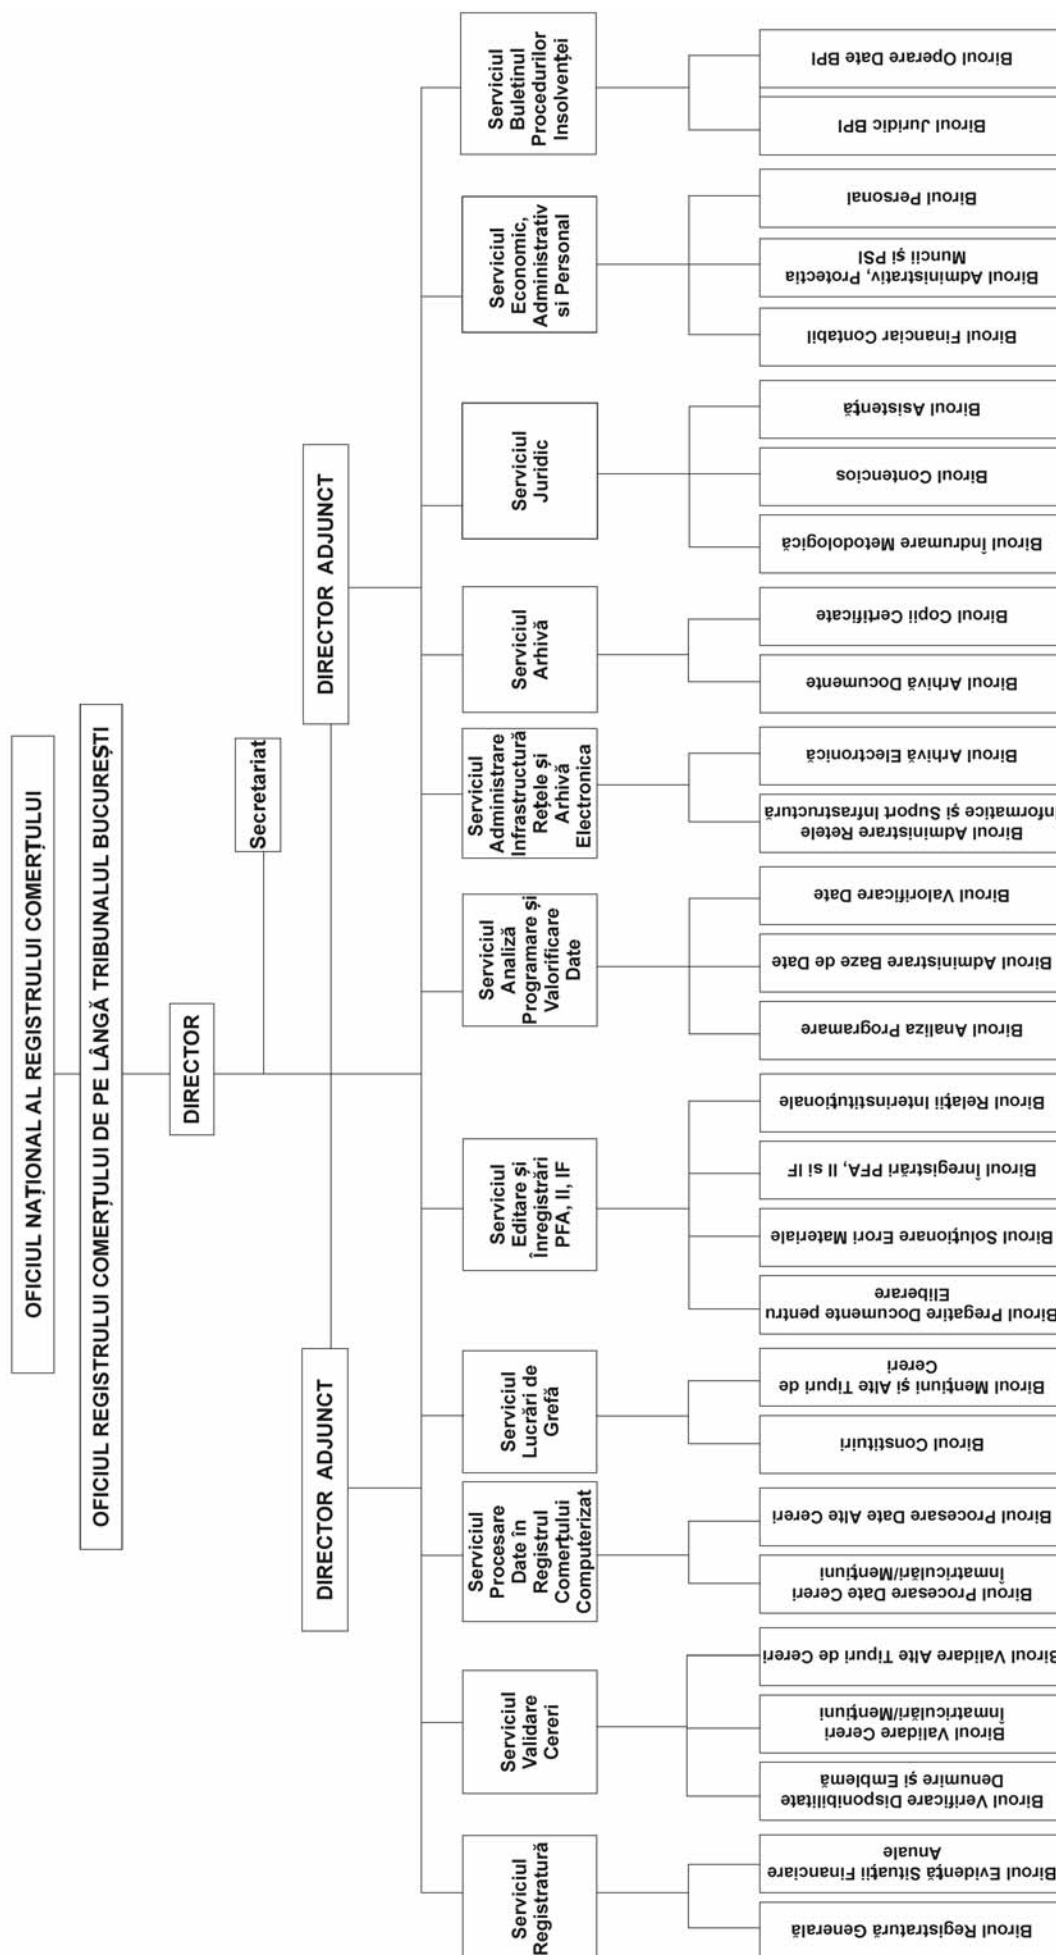 OFICIUL NAȚIONAL AL REGISTRULUI COMERȚULUI
OFICIUL REGISTRULUI COMERȚULUI DE PE LÂNGĂ TRIBUNALUL BUCUREȘTI
DIRECTOR
Secretariat
DIRECTOR ADJUNCT
DIRECTOR ADJUNCT
Serviciul
Registratură
Serviciul
Validare
Cereri
Serviciul
Procesare
Date în
Registrul
Comerțului
Computerizat
Serviciul
Lucrări de
Grefă
Serviciul
Editare și
Înregistrări
PFA, II, IF
Serviciul
Analiză
Programare și
Valorificare
Date
Serviciul
Administrare
Infrastructură
Rețele și
Arhivă
Electronica
Serviciul
Arhivă
Serviciul
Juridic
Serviciul
Economic,
Administrativ
si Personal
Serviciul
Buletinul
Procedurilor
Insolvenței
Biroul Registratură Generală
Biroul Evidență Situații Financiare
Anuale
Biroul Verificare Disponibilitate
Denumire și Emblemă
Biroul Validare Cereri
Înmatriculări/Mențiuni
Biroul Validare Alte Tipuri de Cereri
Biroul Procesare Date Cereri
Înmatriculări/Mențiuni
Biroul Procesare Date Alte Cereri
Biroul Constituiri
Biroul Mențiuni și Alte Tipuri de
Cereri
Biroul Pregatire Documente pentru
Eliberare
Biroul Soluționare Erori Materiale
Biroul Înregistrări PFA, II si IF
Biroul Relații Interinstituționale
Biroul Analiza Programare
Biroul Administrare Baze de Date
Biroul Valorificare Date
Biroul Administrare Rețele
Informatice și Suport Infrastructură
Biroul Arhivă Electronică
Biroul Arhivă Documente
Biroul Copii Certificate
Biroul Îndrumare Metodologică
Biroul Contencios
Biroul Asistență
Biroul Financiar Contabil
Biroul Administrativ, Protectia
Muncii și PSI
Biroul Personal
Biroul Juridic BPI
Biroul Operare Date BPI